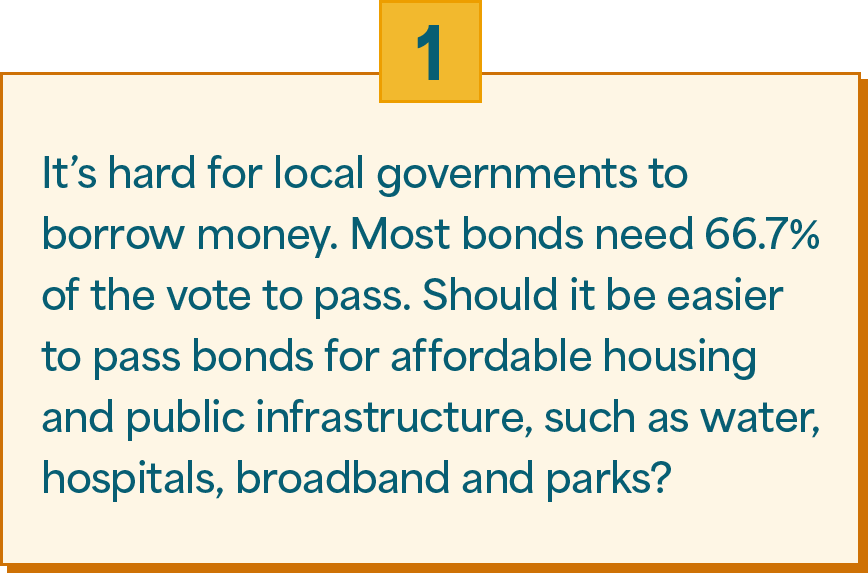 1
It’s hard for local governments to
borrow money. Most bonds need 66.7%
of the vote to pass. Should it be easier
to pass bonds for affordable housing
and public infrastructure, such as water,
hospitals, broadband and parks?